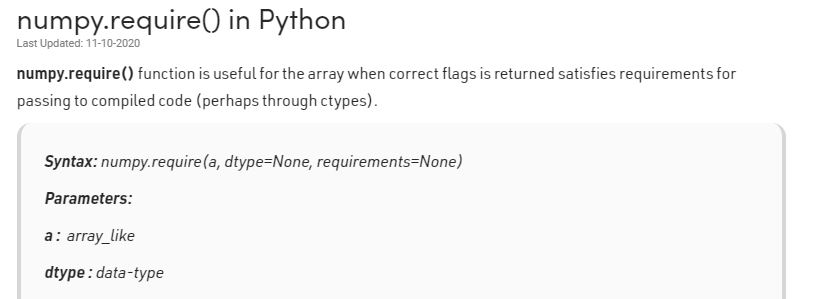 numpy.require() in Python
Last Updated: 11-10-2020
numpy.require() function is useful for the array when correct flags is returned satisfies requirements for
passing to compiled code (perhaps through ctypes).
Syntax: numpy.require(a, dtype=None, requirements=None)
Parameters:
a : array_like
dtype : data-type